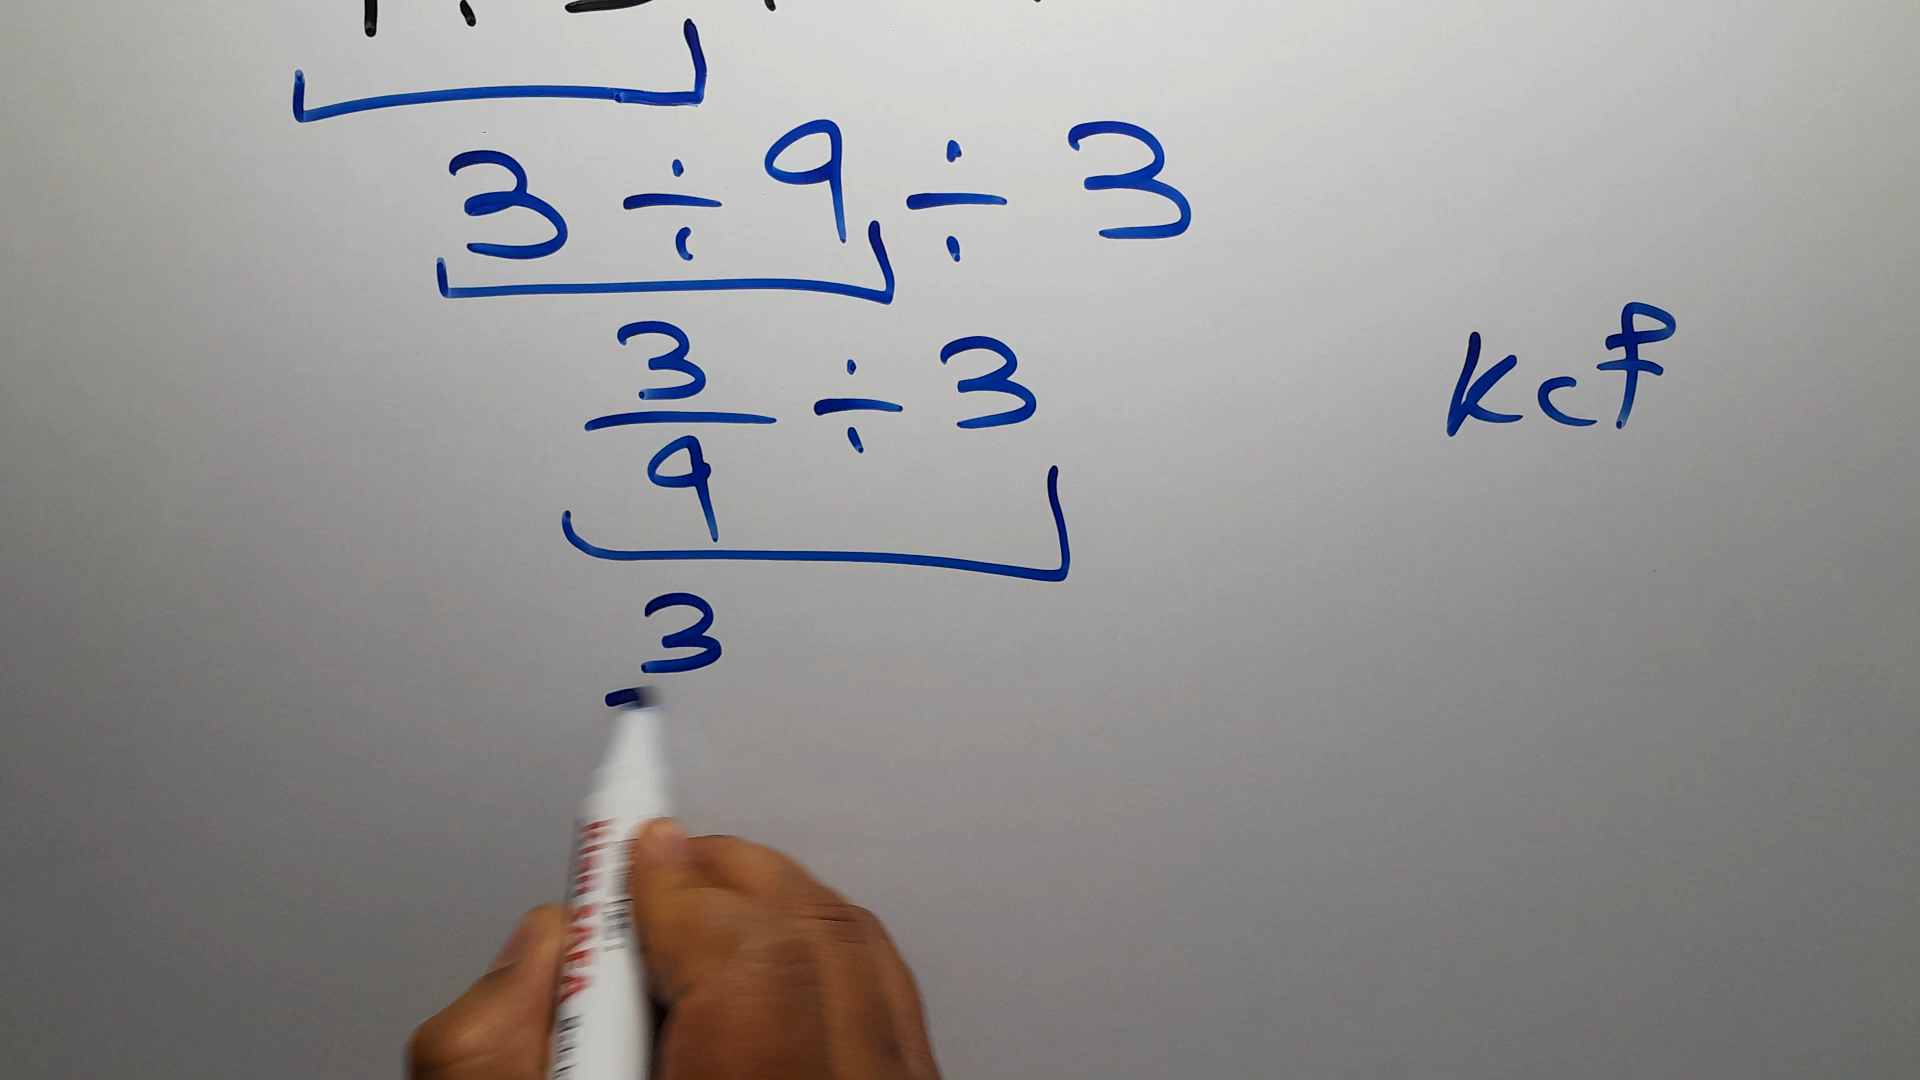 3 ÷ 9 ÷ 3
3/9 ÷ 3
kcf
3